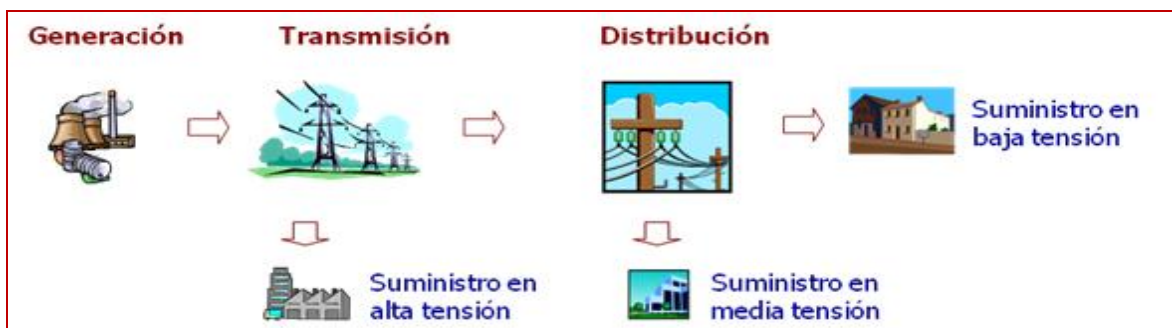 Generación
Transmisión
Distribución
Suministro en
baja tensión
Suministro en
alta tensión
Suministro en
media tensión